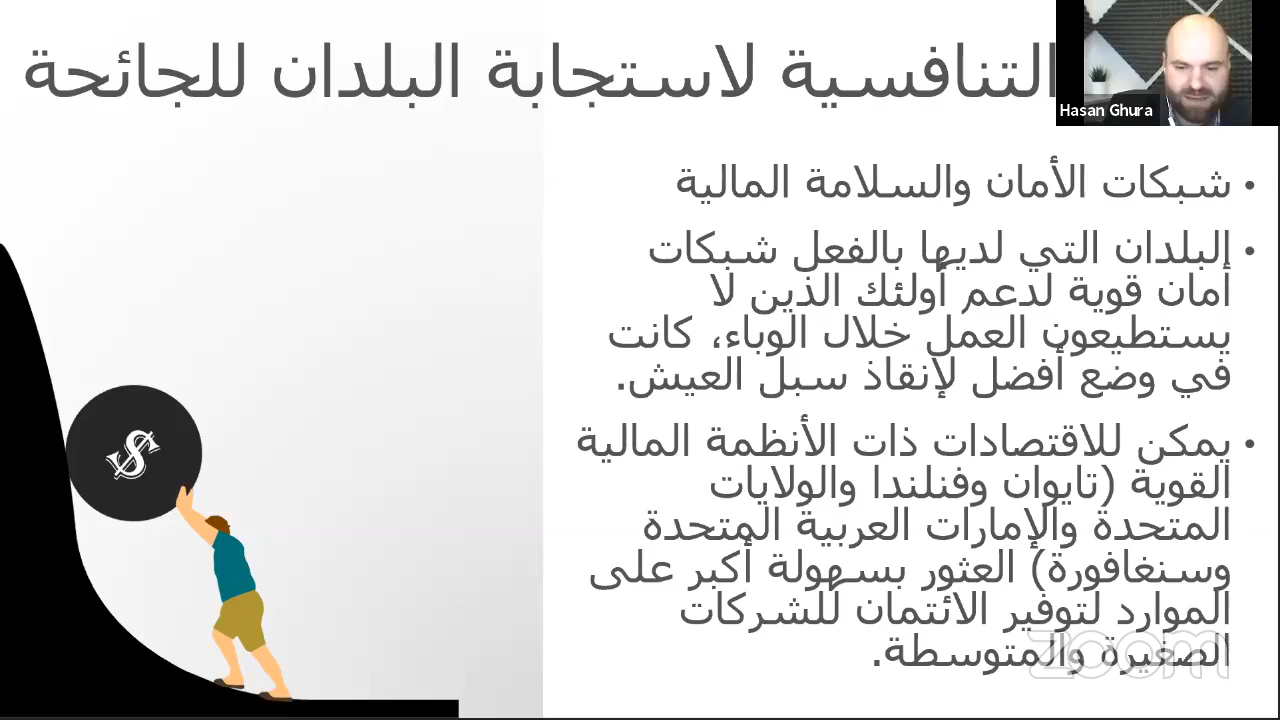 التنافسية لاستجابة البلدان للجائحة
Hasan Ghura
• شبكات الأمان والسلامة المالية
• البلدان التي لديها بالفعل شبكات
أمان قوية لدعم أولئك الذين لا
يستطيعون العمل خلال الوباء، كانت
في وضع أفضل لإنقاذ سبل العيش.
• يمكن للاقتصادات ذات الأنظمة المالية
القوية (تايوان وفنلندا والولايات
المتحدة والإمارات العربية المتحدة
وسنغافورة) العثور بسهولة أكبر على
الموارد لتوفير الائتمان للشركات
الصغيرة والمتوسطة.
$
zoom